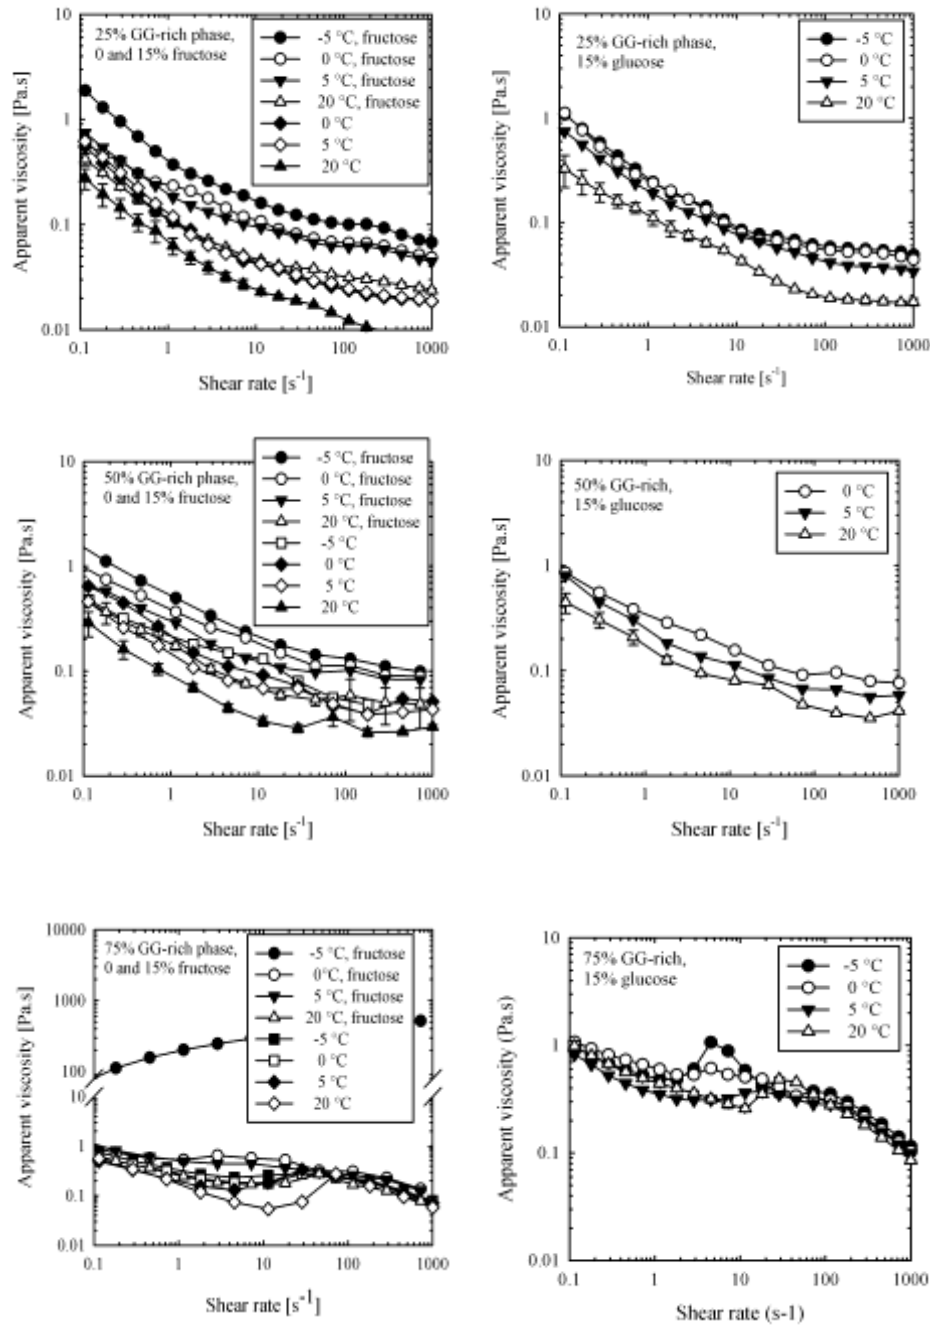 25% GG-rich phase,
0 and 15% fructose
-5 °C, fructose
0 °C, fructose
5 °C, fructose
20 °C, fructose
0 °C
5 °C
20 °C
Apparent viscosity [Pa.s]
10
1
0.1
0.01
0.1
1
10
100
1000
Shear rate [s-1]
25% GG-rich phase,
15% glucose
-5 °C
0 °C
5 °C
20 °C
Apparent viscosity [Pa.s]
10
1
0.1
0.01
0.1
1
10
100
1000
Shear rate [s-1]
50% GG-rich phase,
0 and 15% fructose
-5 °C, fructose
0 °C, fructose
5 °C, fructose
20 °C, fructose
-5 °C
0 °C
5 °C
20 °C
Apparent viscosity [Pa.s]
10
1
0.1
0.01
0.1
1
10
100
1000
Shear rate [s-1]
50% GG-rich,
15% glucose
0 °C
5 °C
20 °C
Apparent viscosity [Pa.s]
10
1
0.1
0.01
0.1
1
10
100
1000
Shear rate [s-1]
75% GG-rich phase,
0 and 15% fructose
-5 °C, fructose
0°C, fructose
5 °C, fructose
20 °C, fructose
-5 °C
0 °C
5 °C
20 °C
Apparent viscosity [Pa.s]
10000
1000
100
10
1
0.1
0.01
0.1
1
10
100
1000
Shear rate [s-1]
75% GG-rich,
15% glucose
-5 °C
0 °C
5 °C
20 °C
Apparent viscosity (Pa.s)
10
1
0.1
0.01
0.1
1
10
100
1000
Shear rate (s-1)